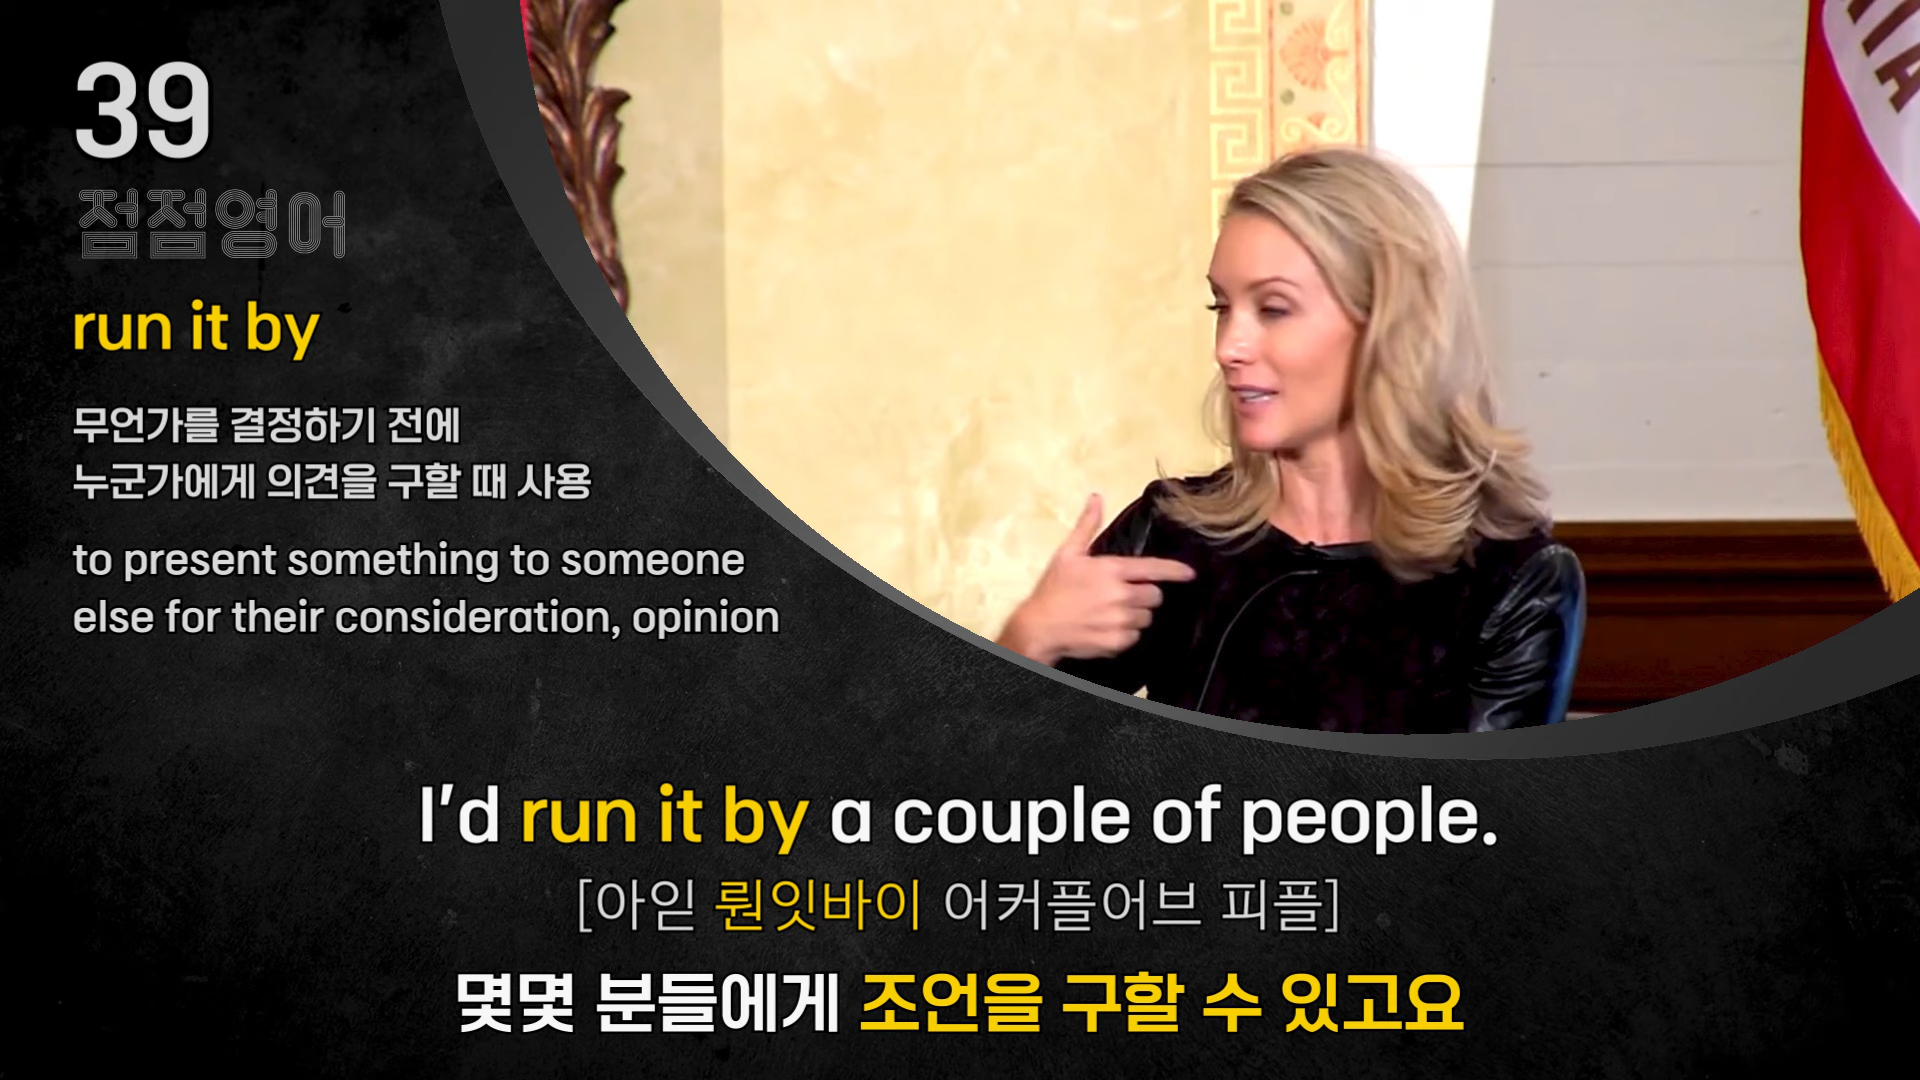 39
점점영어
run it by
무언가를 결정하기 전에
누군가에게 의견을 구할 때 사용
to present something to someone
else for their consideration, opinion
I'd run it by a couple of people.
[아읻 뤈잇바이 어커플어브 피플]
몇몇 분들에게 조언을 구할 수 있고요